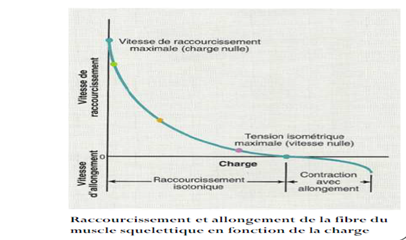 Vitesse de raccourcissement
maximale (charge nulle)
Vitesse de
raccourcissement
Tension isométrique
maximale (vitesse nulle)
0
Charge
Vitesse
d'allongement
Raccourcissement
isotonique
Contraction
avec
allongement
Raccourcissement et allongement de la fibre du
muscle squelettique en fonction de la charge